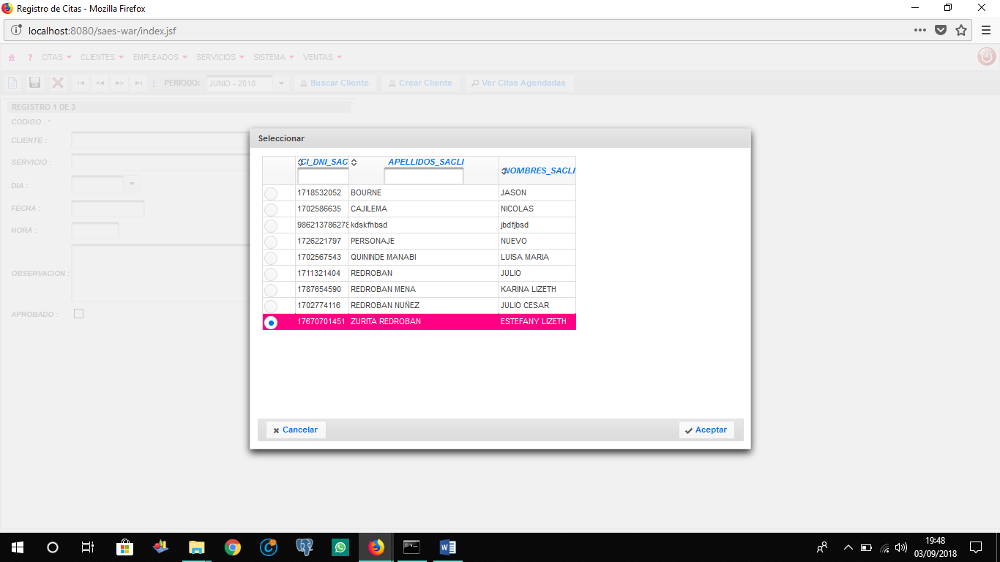 Registro de Citas - Mozilla Firefox
localhost:8080/saes-war/index.jsf
? CITAS CLIENTES EMPLEADOS SERVICIOS SISTEMA VENTAS
PERIODO: JUNIO - 2018 Buscar Cliente Crear Cliente Ver Citas Agendadas
REGISTRO 1 DE 3
CODIGO : *
CLIENTE :
SERVICIO :
DIA :
FECHA :
HORA :
OBSERVACION :
APROBADO :
Seleccionar
CI_DNI_SAC APELLIDOS_SACLI NOMBRES_SACLI
1718532052 BOURNE JASON
1702586635 CAJILEMA NICOLAS
986213786278 kdskfhbsd jbdfjbsd
1726221797 PERSONAJE NUEVO
1702567543 QUININDE MANABI LUISA MARIA
1711321404 REDROBAN JULIO
1787654590 REDROBAN MENA KARINA LIZETH
1702774116 REDROBAN NUÑEZ JULIO CESAR
17670701451 ZURITA REDROBAN ESTEFANY LIZETH
Cancelar Aceptar
19:48
03/09/2018